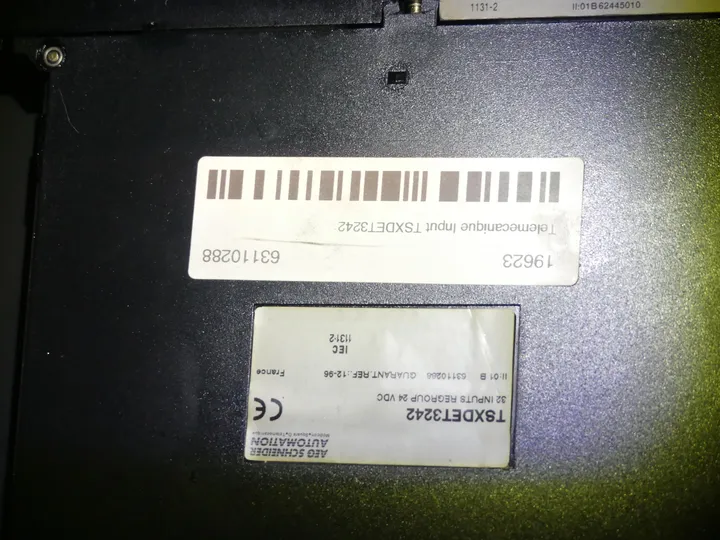 1131-2
II:01B 62445010
19623 63110288
Telemecanique Input TSXDET3242
AEG SCHNEIDER
AUTOMATION
TSXDET3242
32 INPUTS REGROUP 24 VDC
II:01 B 63110288 QUARANT.REF.:12-96 France
IEC
1131-2
CE